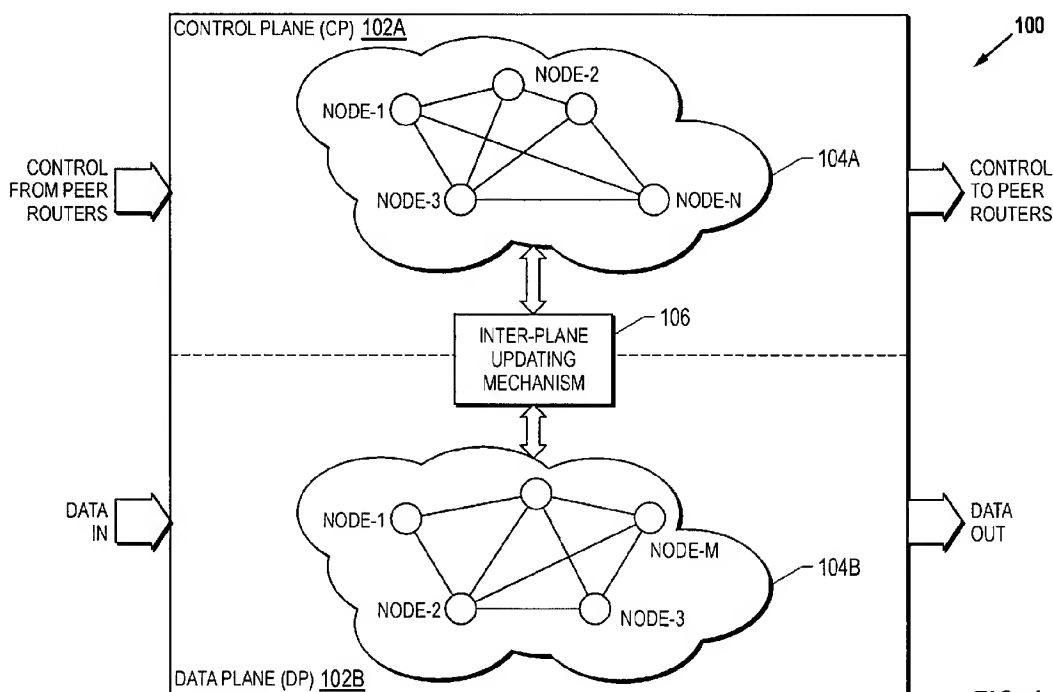 CONTROL PLANE (CP) 102A
100
NODE-2
NODE-1
104A
CONTROL
FROM PEER
ROUTERS
CONTROL
TO PEER
ROUTERS
NODE-3
NODE-N
106
INTER-PLANE
UPDATING
MECHANISM
NODE-1
DATA
IN
NODE-M
DATA
OUT
104B
NODE-2
NODE-3
DATA PLANE (DP) 102B